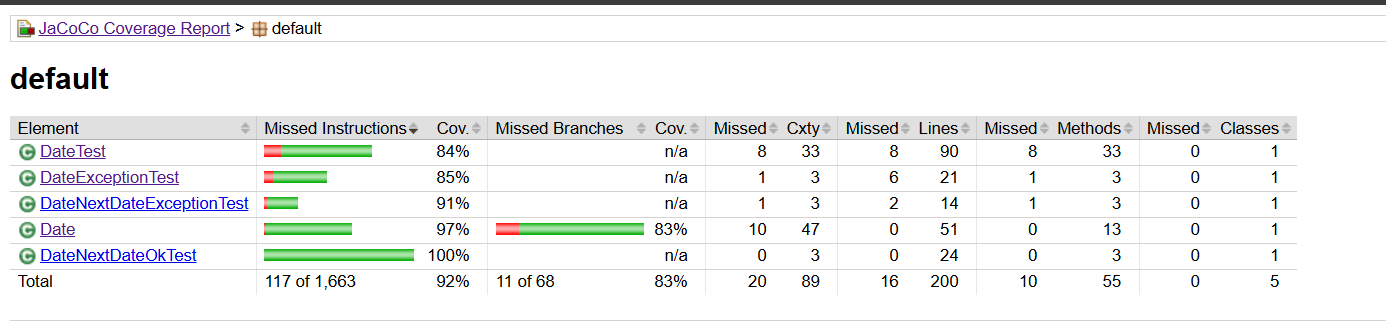 JaCoCo Coverage Report > default
default
Element Missed Instructions Cov. Missed Branches Cov. Missed Cxty Missed Lines Missed Methods Missed Classes
DateTest 84% n/a 8 33 8 90 8 33 0 1
DateExceptionTest 85% n/a 1 3 6 21 1 3 0 1
DateNextDateExceptionTest 91% n/a 1 3 2 14 1 3 0 1
Date 97% 83% 10 47 0 51 0 13 0 1
DateNextDateOkTest 100% n/a 0 3 0 24 0 3 0 1
Total 117 of 1,663 92% 11 of 68 83% 20 89 16 200 10 55 0 5